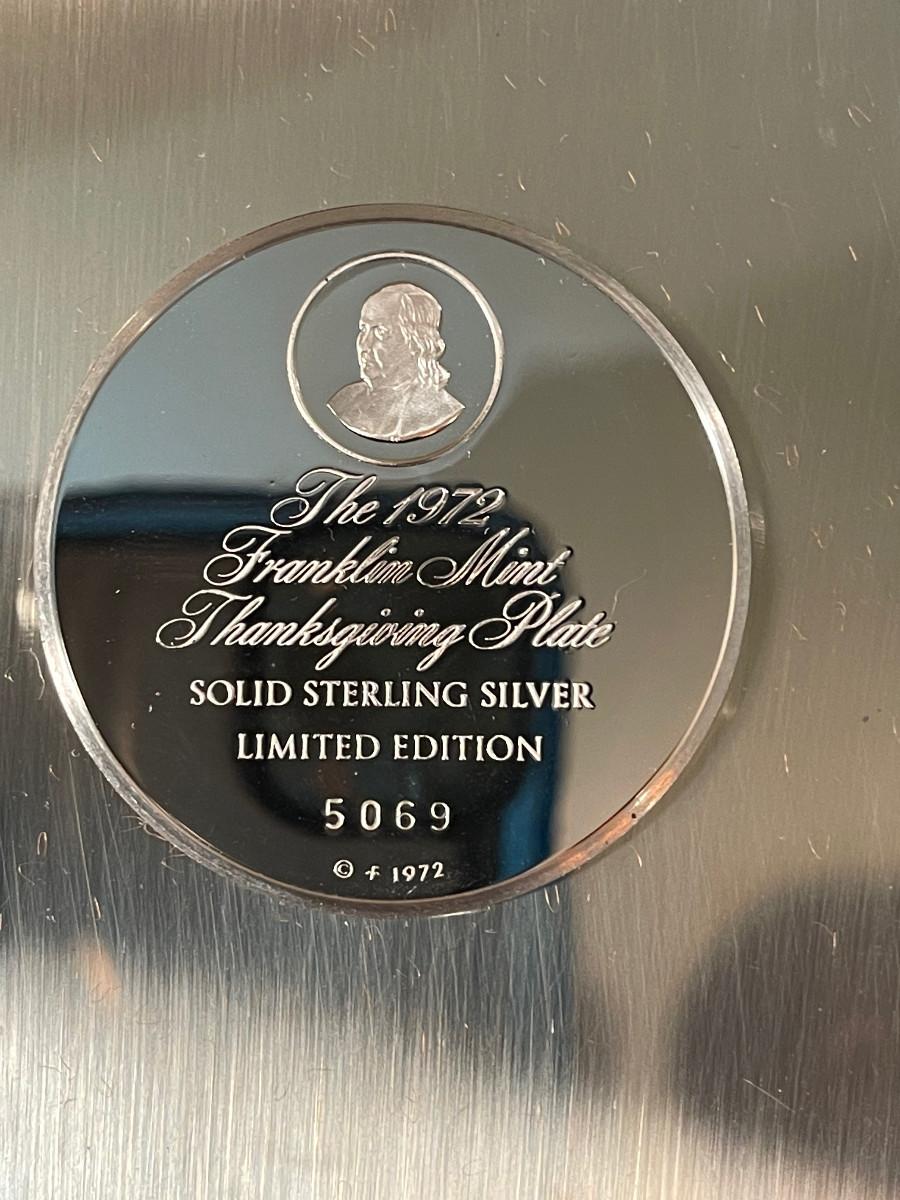 The 1972
Franklin Mint
Thanksgiving Plate
SOLID STERLING SILVER
LIMITED EDITION
5069
© f 1972